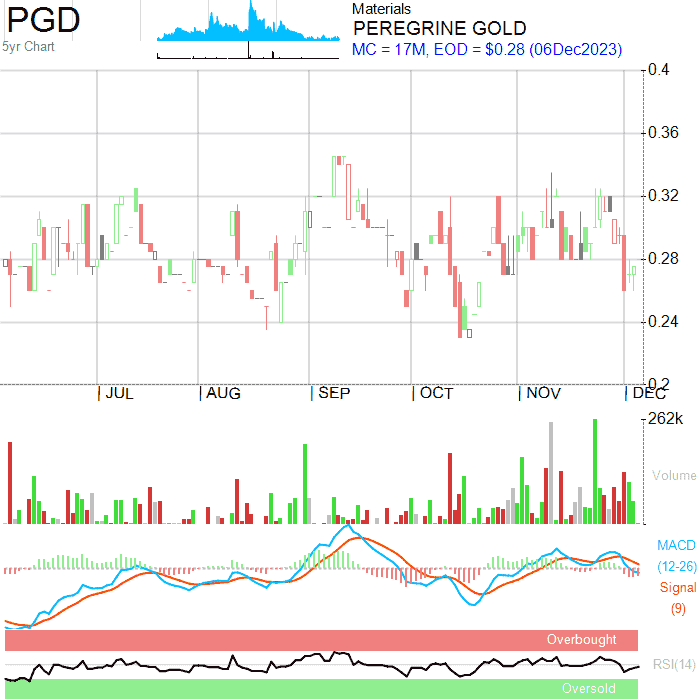 PGD
5yr Chart
Materials
PEREGRINE GOLD
MC = 17M, EOD = $0.28 (06Dec2023)
0.4
0.36
0.32
0.28
0.24
0.2
JUL AUG SEP OCT NOV DEC
262k
Volume
MACD
(12-26)
Signal
(9)
Overbought
RSI(14)
Oversold